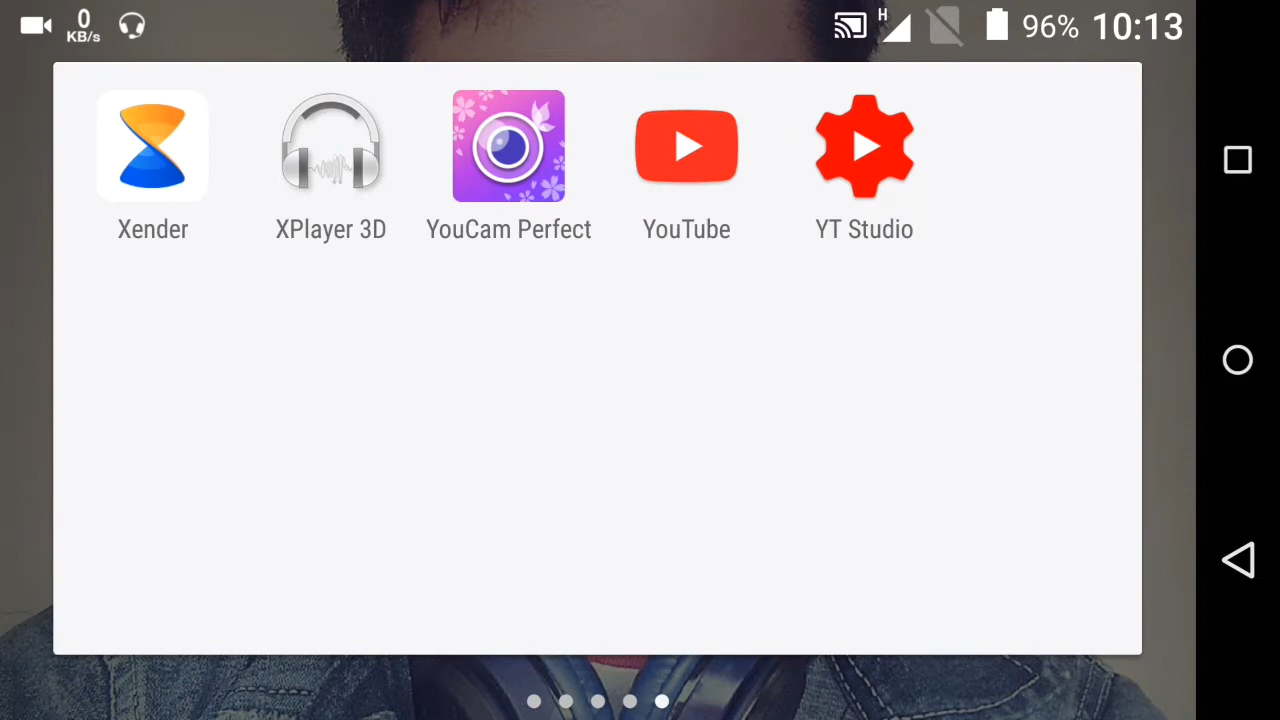 0
KB/s
H
96% 10:13
Xender
XPlayer 3D
YouCam Perfect
YouTube
YT Studio